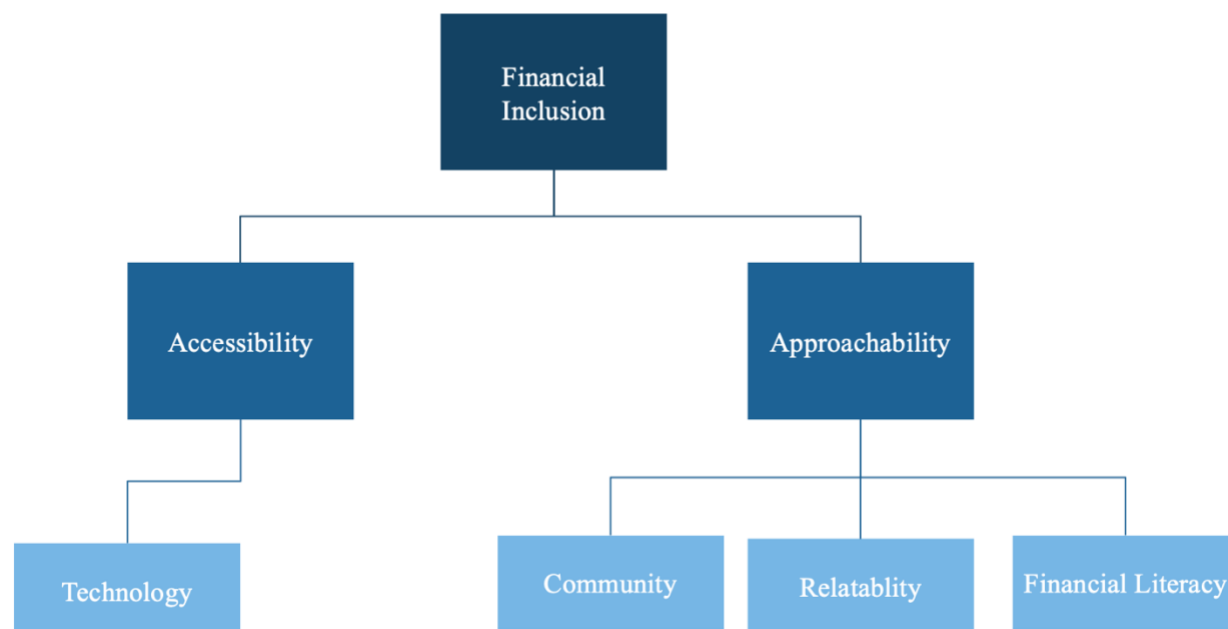 Financial
Inclusion
Accessibility
Approachability
Technology
Community
Relatablity
Financial Literacy